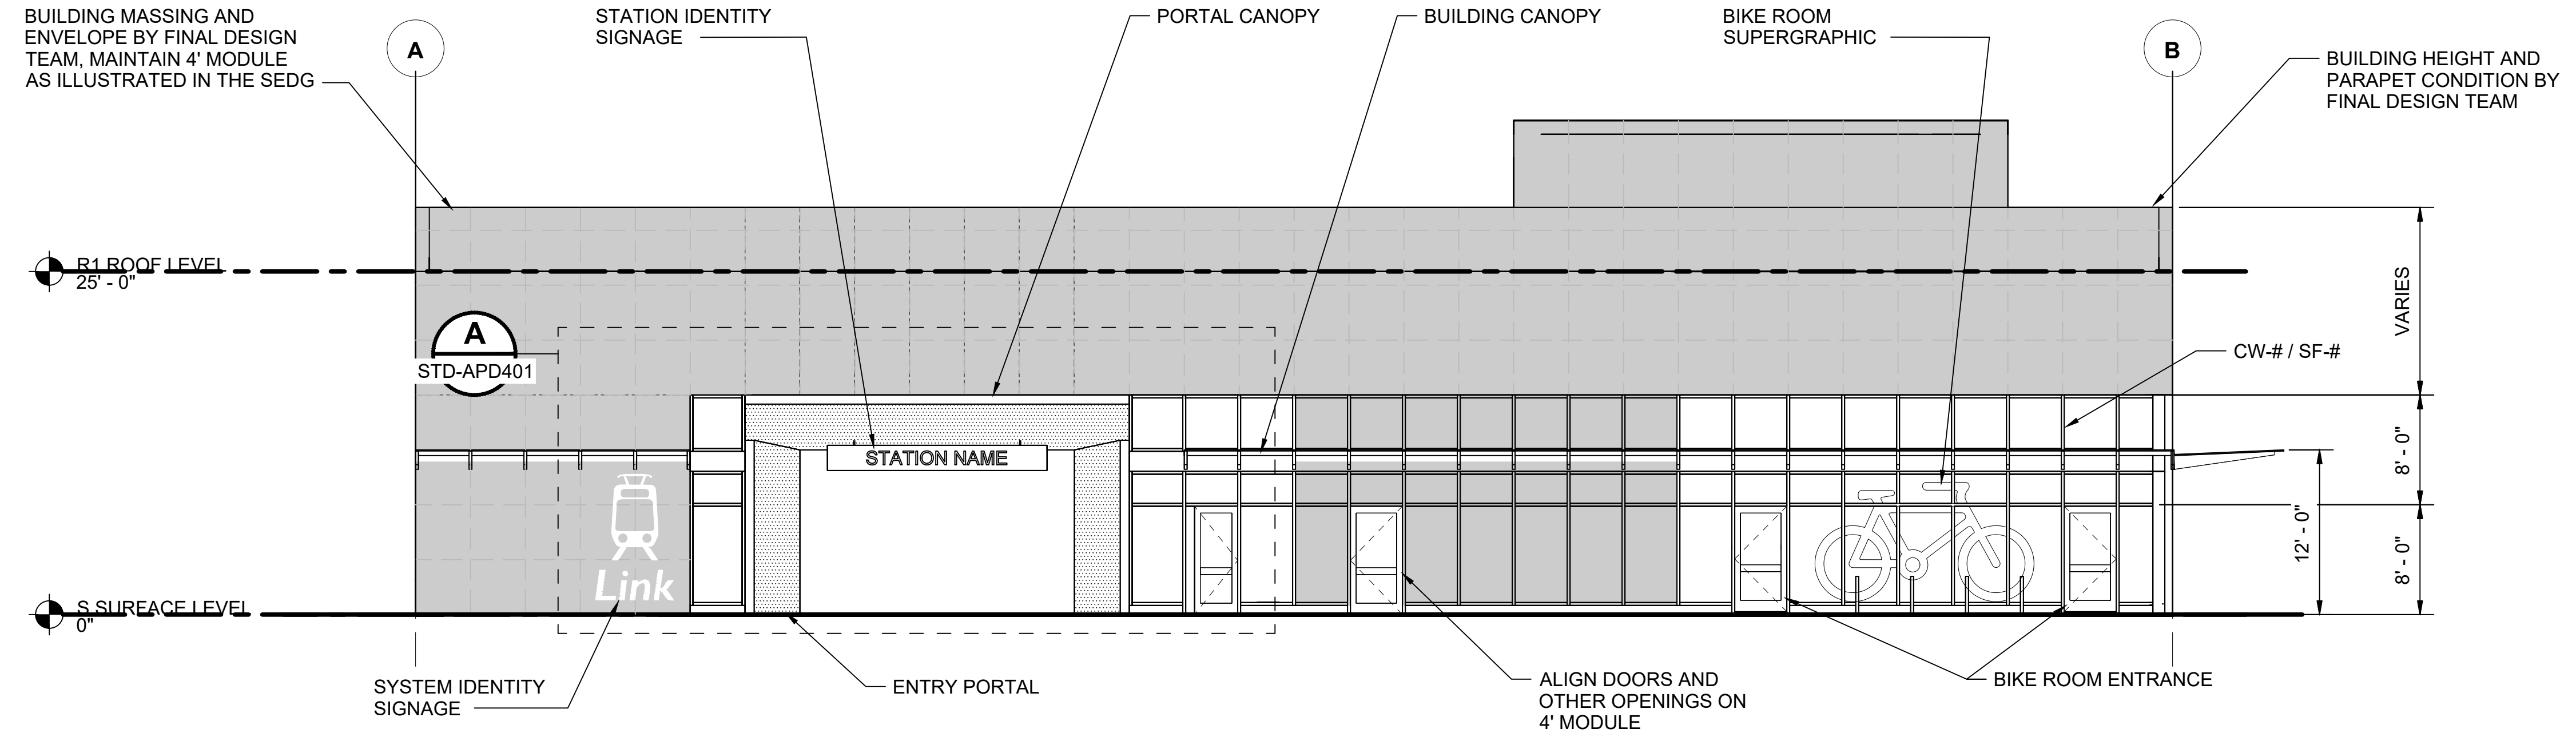 BUILDING MASSING AND
ENVELOPE BY FINAL DESIGN
TEAM, MAINTAIN 4' MODULE
AS ILLUSTRATED IN THE SEDG
A
STATION IDENTITY
SIGNAGE
PORTAL CANOPY
BUILDING CANOPY
BIKE ROOM
SUPERGRAPHIC
B
BUILDING HEIGHT AND
PARAPET CONDITION BY
FINAL DESIGN TEAM
R1 ROOF LEVEL
25' - 0"
VARIES
A
STD-APD401
CW-# / SF-#
STATION NAME
8' - 0"
12' - 0"
8' - 0"
Link
S SURFACE LEVEL
0"
SYSTEM IDENTITY
SIGNAGE
ENTRY PORTAL
ALIGN DOORS AND
OTHER OPENINGS ON
4' MODULE
BIKE ROOM ENTRANCE